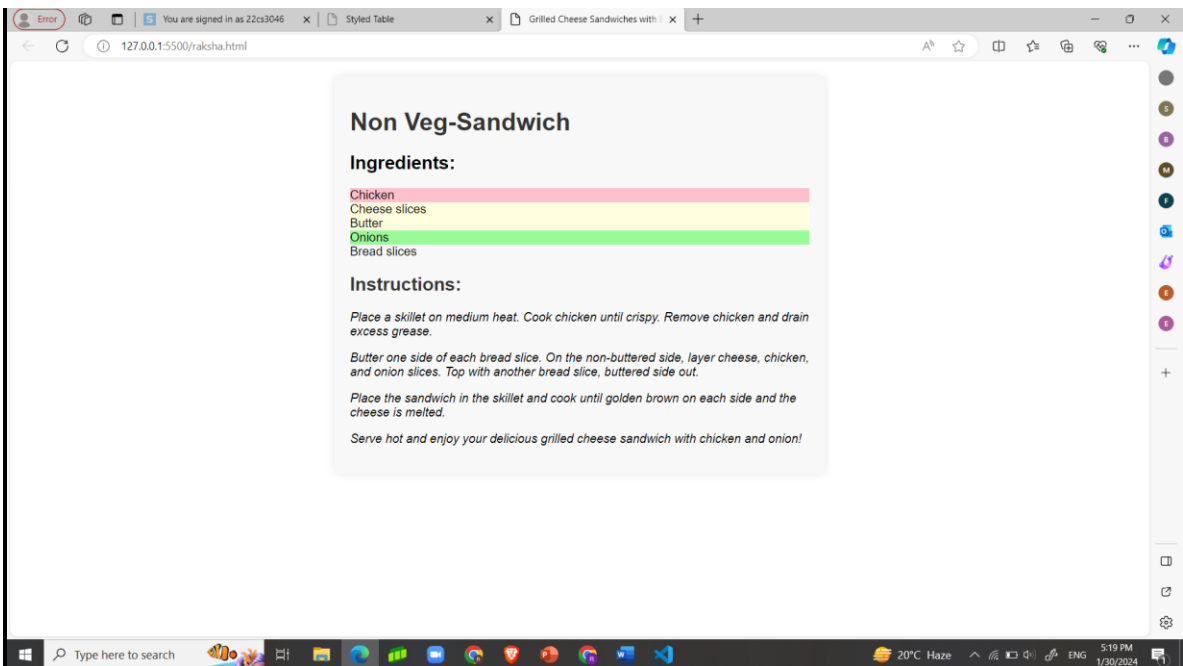 Error
You are signed in as 22cs3046
Styled Table
Grilled Cheese Sandwiches with
127.0.0.1:5500/raksha.html
Non Veg-Sandwich
Ingredients:
Chicken
Cheese slices
Butter
Onions
Bread slices
Instructions:
Place a skillet on medium heat. Cook chicken until crispy. Remove chicken and drain
excess grease.
Butter one side of each bread slice. On the non-buttered side, layer cheese, chicken,
and onion slices. Top with another bread slice, buttered side out.
Place the sandwich in the skillet and cook until golden brown on each side and the
cheese is melted.
Serve hot and enjoy your delicious grilled cheese sandwich with chicken and onion!
S
B
M
F
E
E
Type here to search
20°C Haze
ENG
5:19 PM
1/30/2024